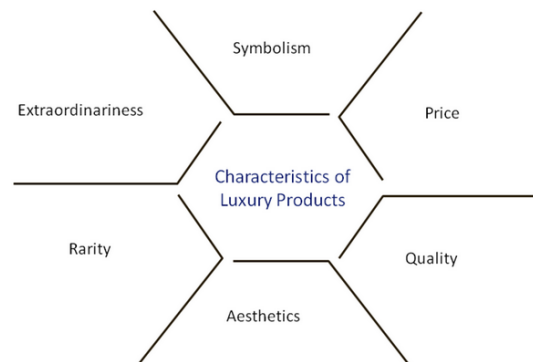 Symbolism
Extraordinariness
Price
Characteristics of
Luxury Products
Rarity
Quality
Aesthetics